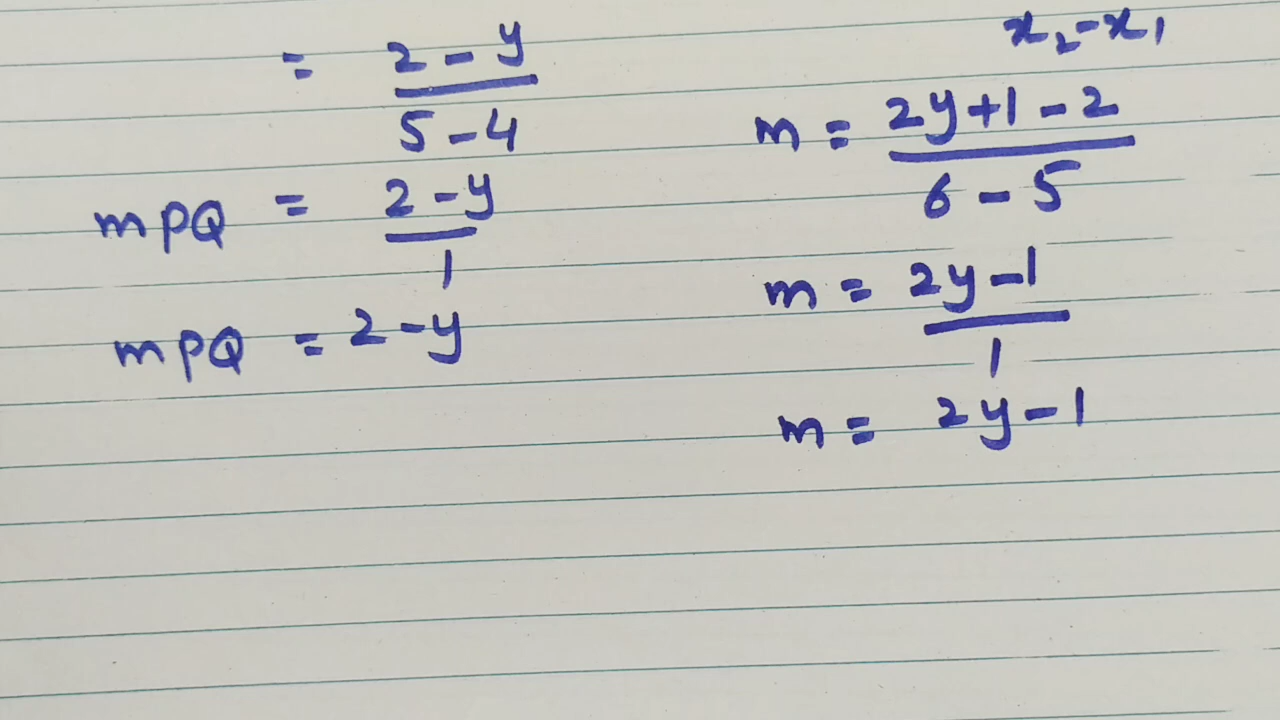 = 2 - y
5 - 4
mPQ = 2 - y
1
mPQ = 2 - y
x₂ - x₁
m = 2y + 1 - 2
6 - 5
m = 2y - 1
1
m = 2y - 1